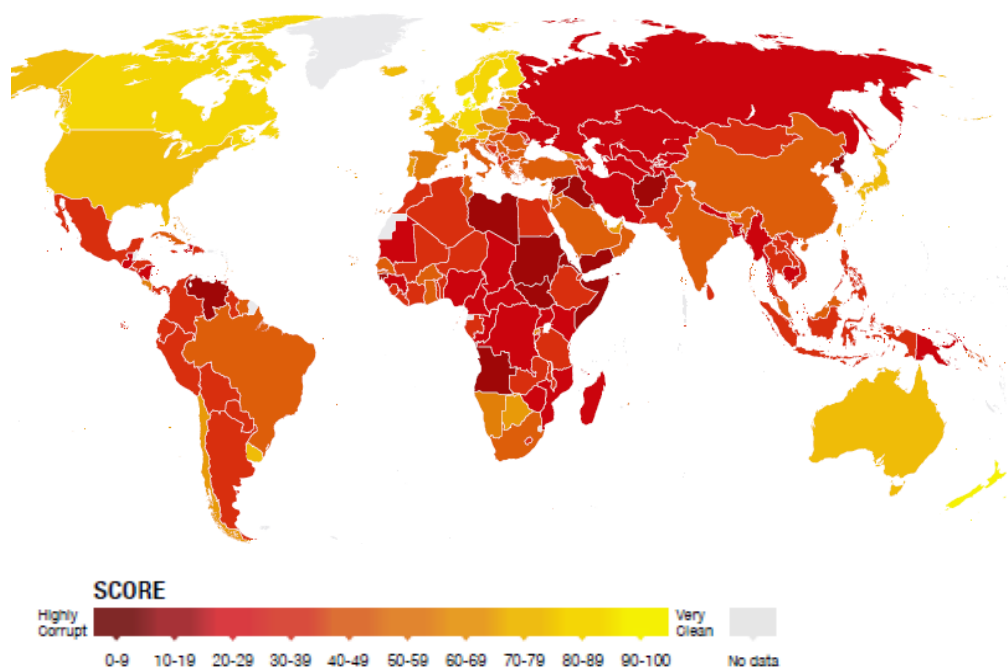 SCORE
Highly
Corrupt
Very
Clean
0-9 10-19 20-29 30-39 40-49 50-59 60-69 70-79 80-89 90-100 No data